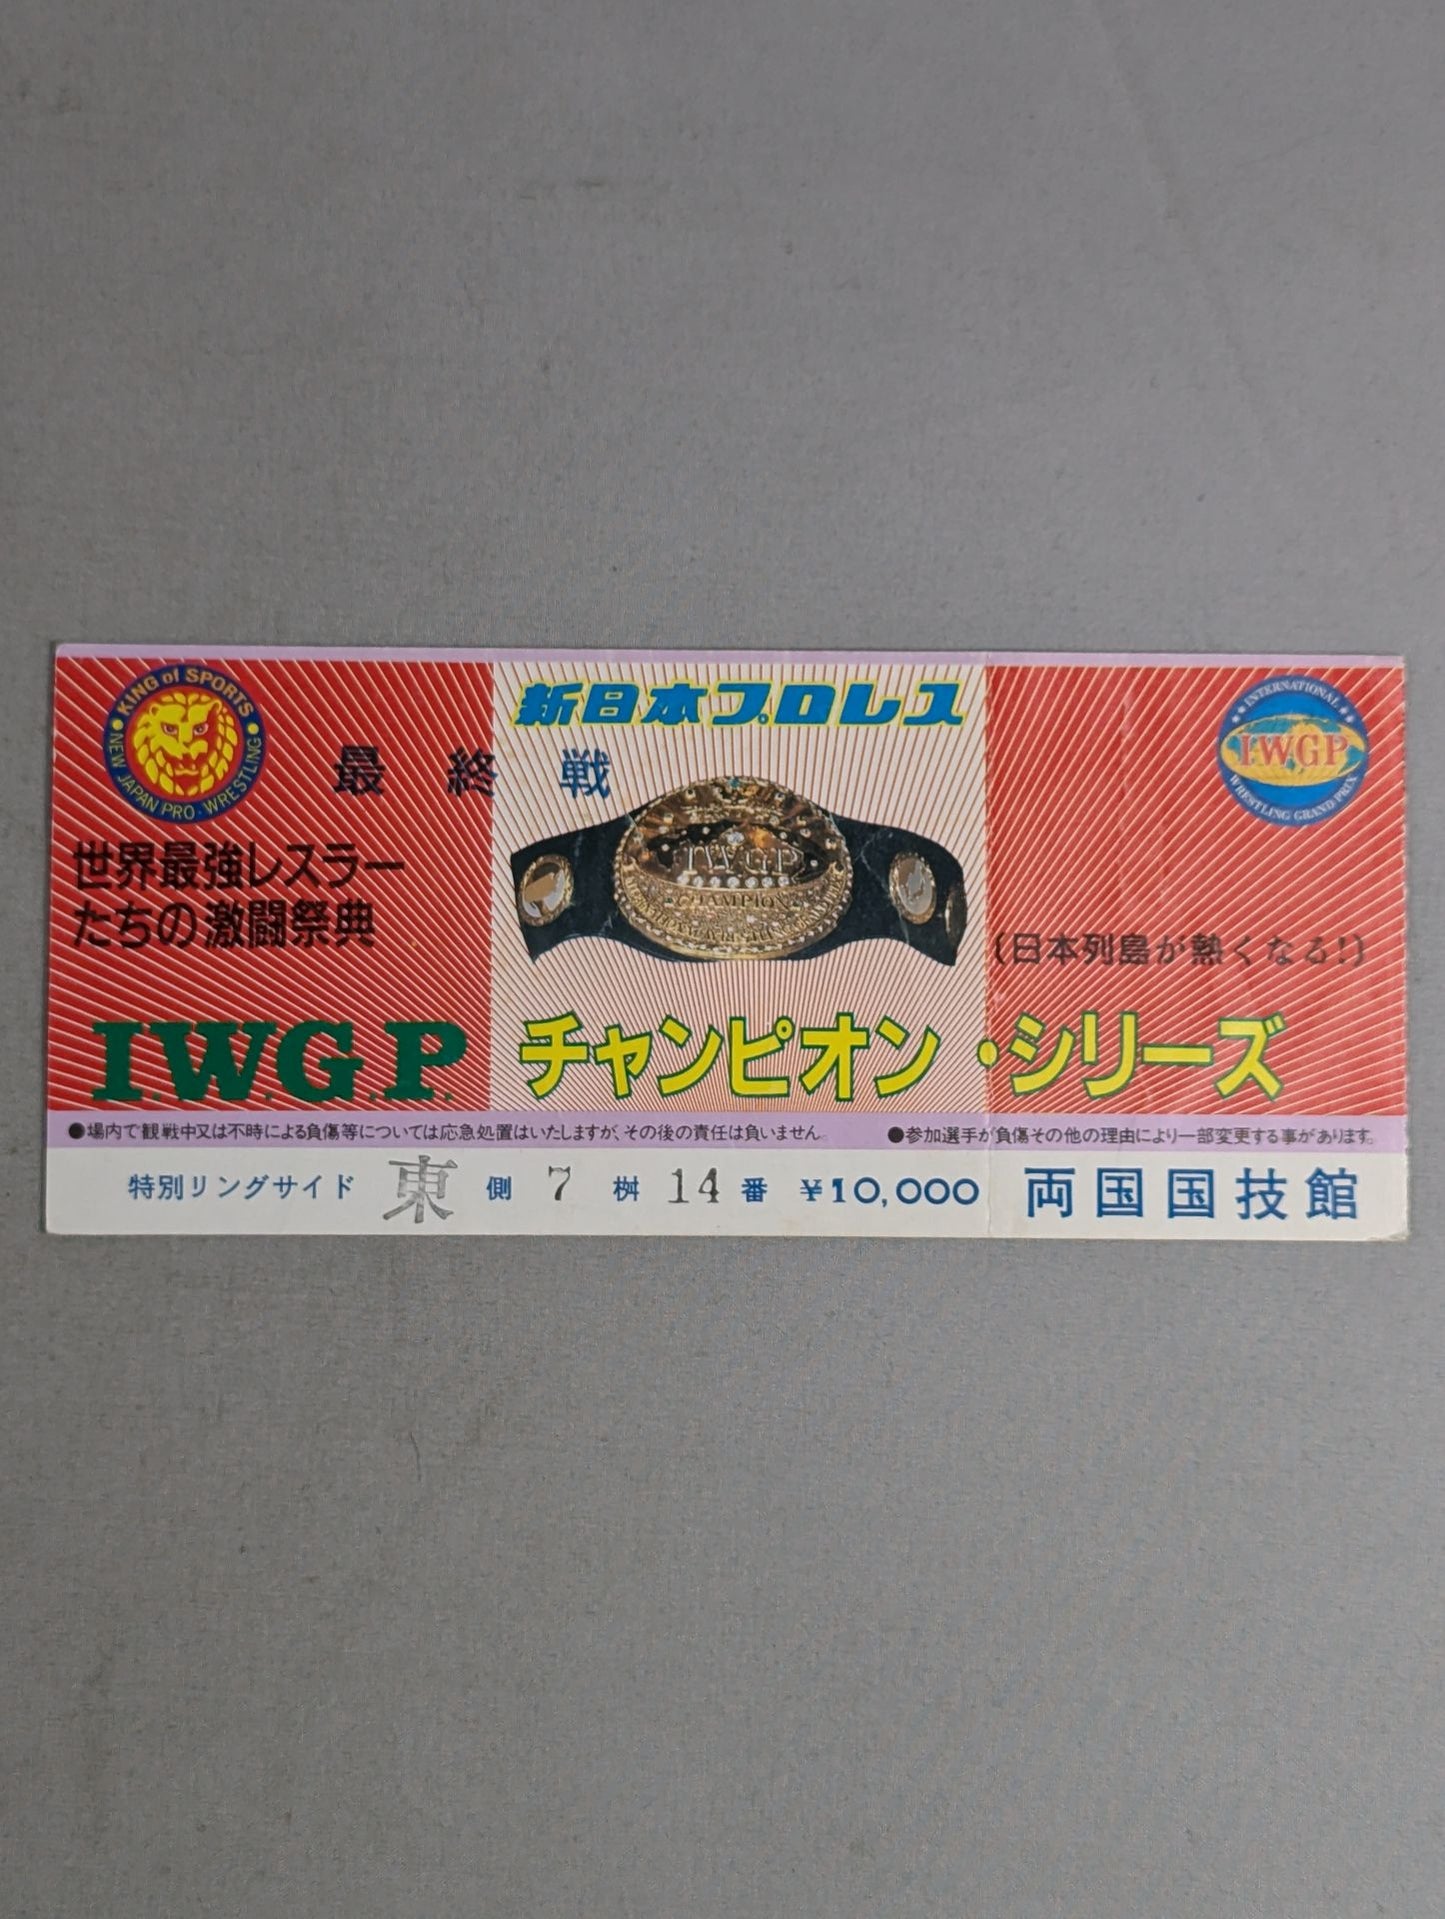 KING of SPORTS
NEW JAPAN PRO-WRESTLING
新日本プロレス
INTERNATIONAL
I.W.G.P
WRESTLING GRAND PRIX
最終戦
世界最強レスラー
たちの激闘祭典
I.W.G.P
CHAMPION
(日本列島が熱くなる!)
I.W.G.P. チャンピオン・シリーズ
●場内で観戦中又は不時による負傷等については応急処置はいたしますが、その後の責任は負いません。 ●参加選手が負傷その他の理由により一部変更する事があります。
特別リングサイド 東 側 7 桝 14 番 ¥10,000 両国国技館